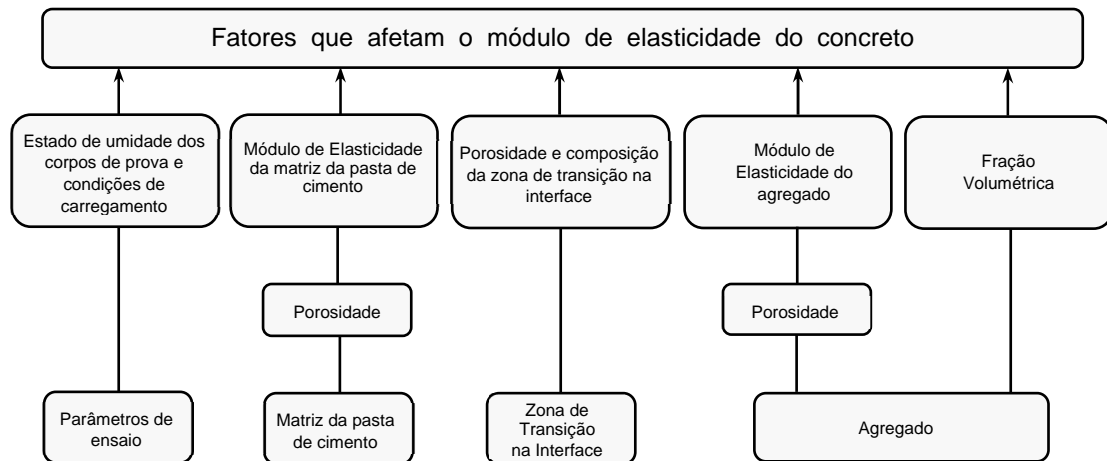 Fatores que afetam o módulo de elasticidade do concreto
Estado de umidade dos
corpos de prova e
condições de
carregamento
Módulo de Elasticidade
da matriz da pasta de
cimento
Porosidade e composição
da zona de transição na
interface
Módulo de
Elasticidade do
agregado
Fração
Volumétrica
Porosidade
Porosidade
Parâmetros de
ensaio
Matriz da pasta
de cimento
Zona de
Transição
na Interface
Agregado